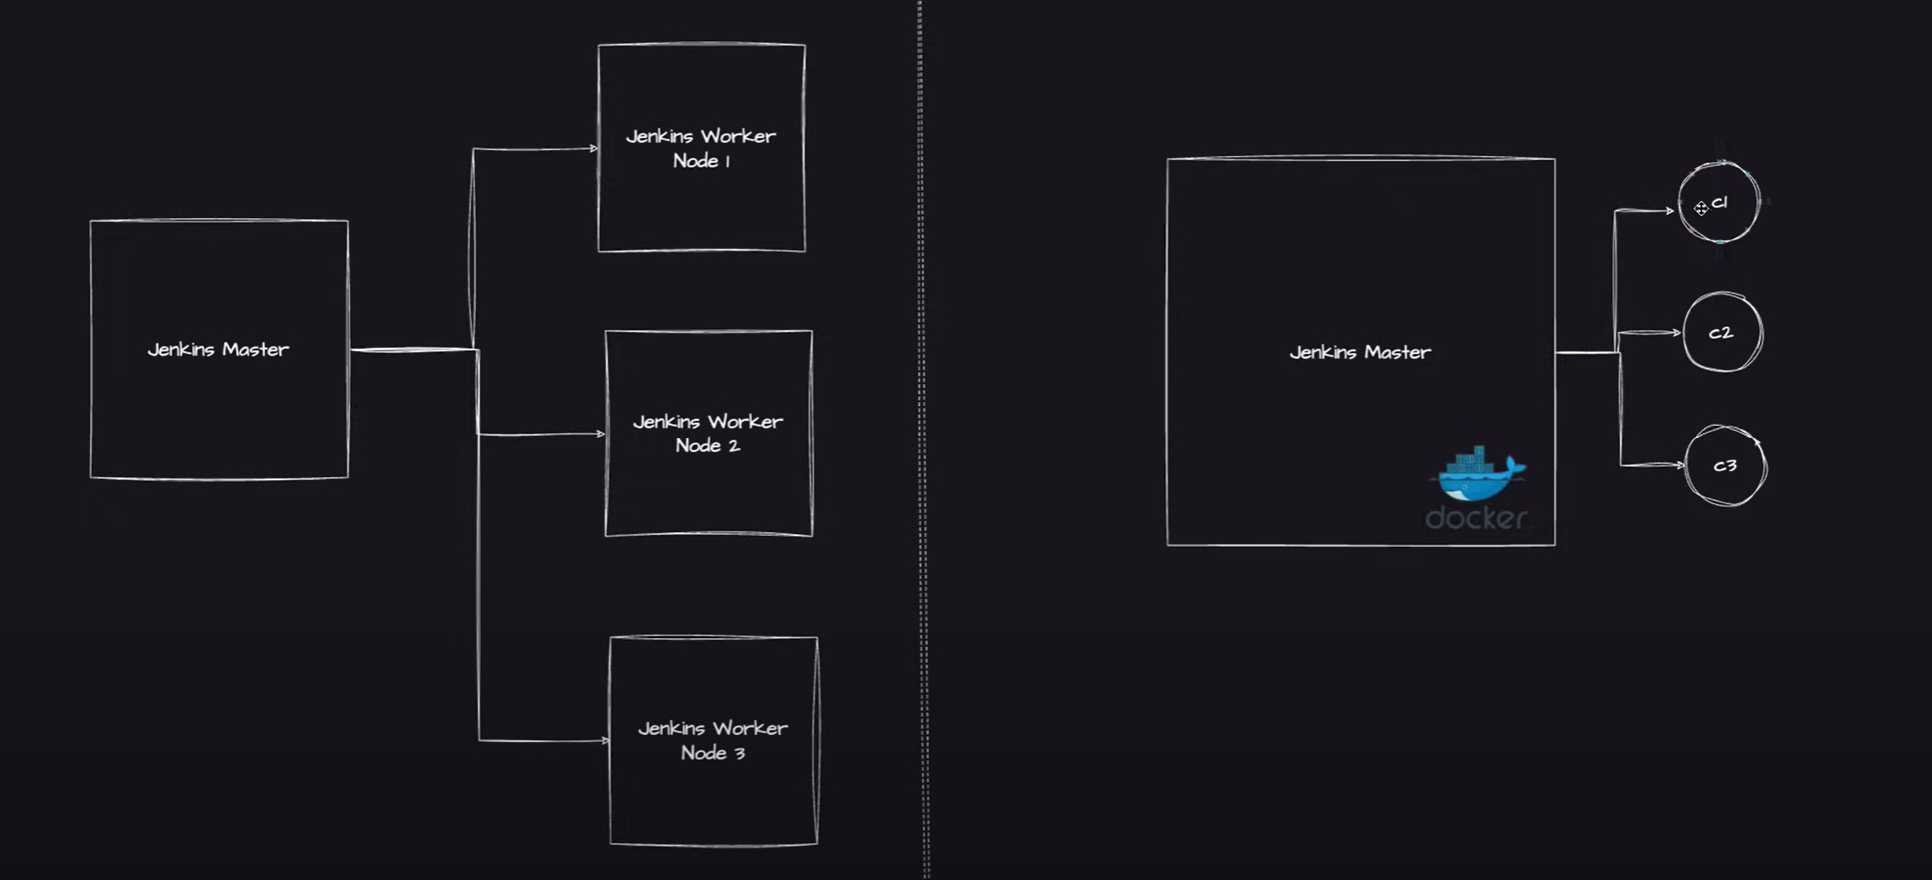 Jenkins Master
Jenkins Worker
Node 1
Jenkins Worker
Node 2
Jenkins Worker
Node 3
Jenkins Master
docker
C1
C2
C3